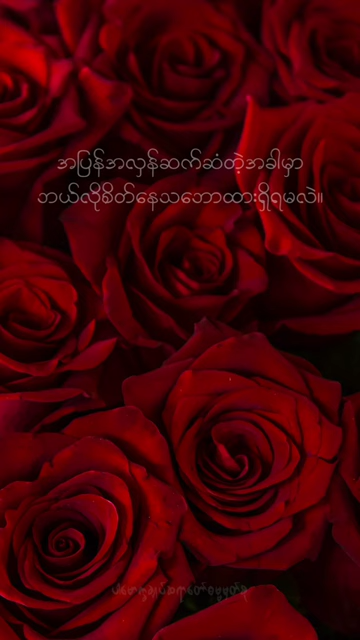 အပြန်အလှန်ဆက်ဆံတဲ့အခါမှာ
ဘယ်လိုစိတ်နေသဘောထားရှိရမလဲ။